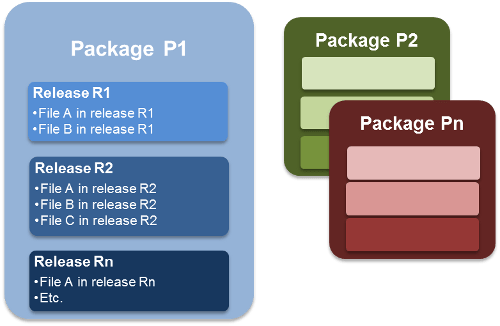 Package P1
Release R1
•File A in release R1
•File B in release R1
Release R2
•File A in release R2
•File B in release R2
•File C in release R2
Release Rn
•File A in release Rn
•Etc.
Package P2
Package Pn